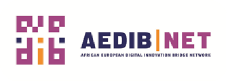 AEDIB|NET
AFRICAN EUROPEAN DIGITAL INNOVATION BRIDGE NETWORK